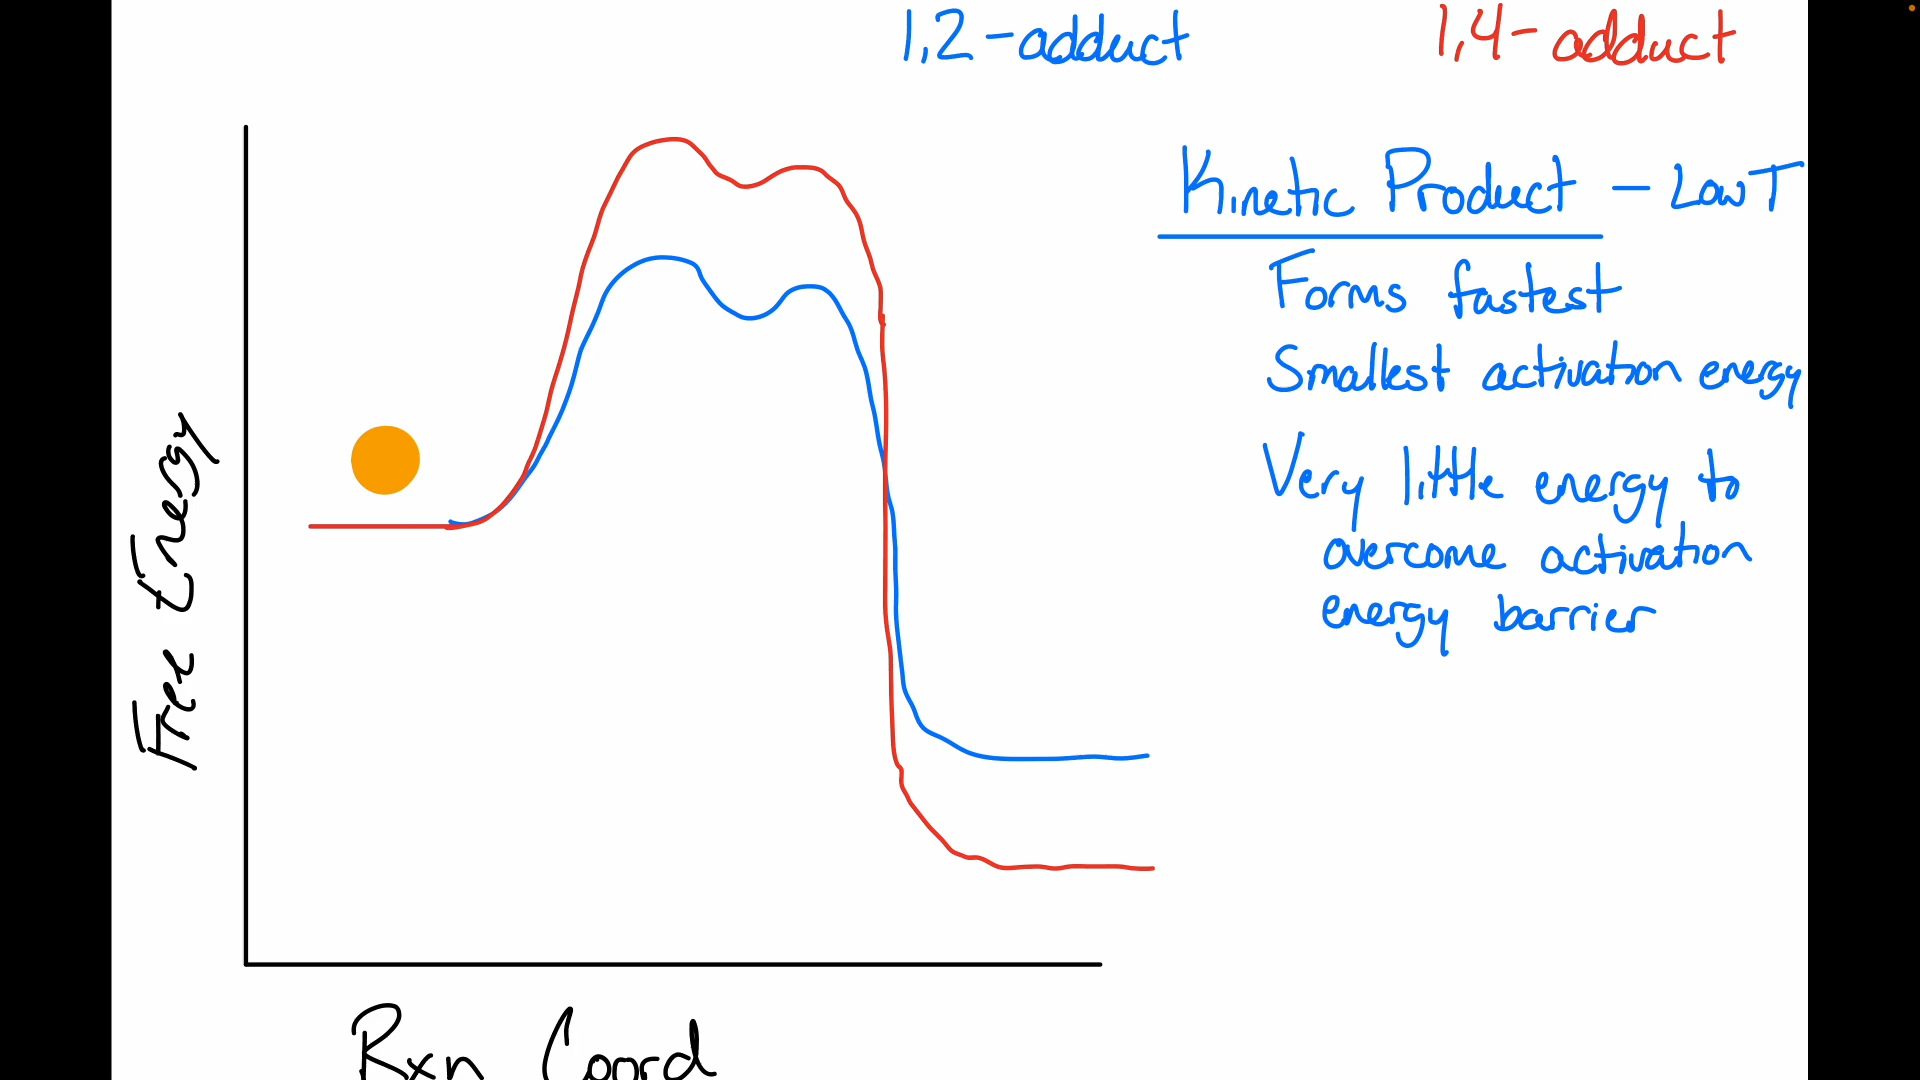 1,2-adduct 1,4-adduct
Kinetic Product - Low T
Forms fastest
Smallest activation energy
Very little energy to
overcome activation
energy barrier
Free Energy
Rxn Coord